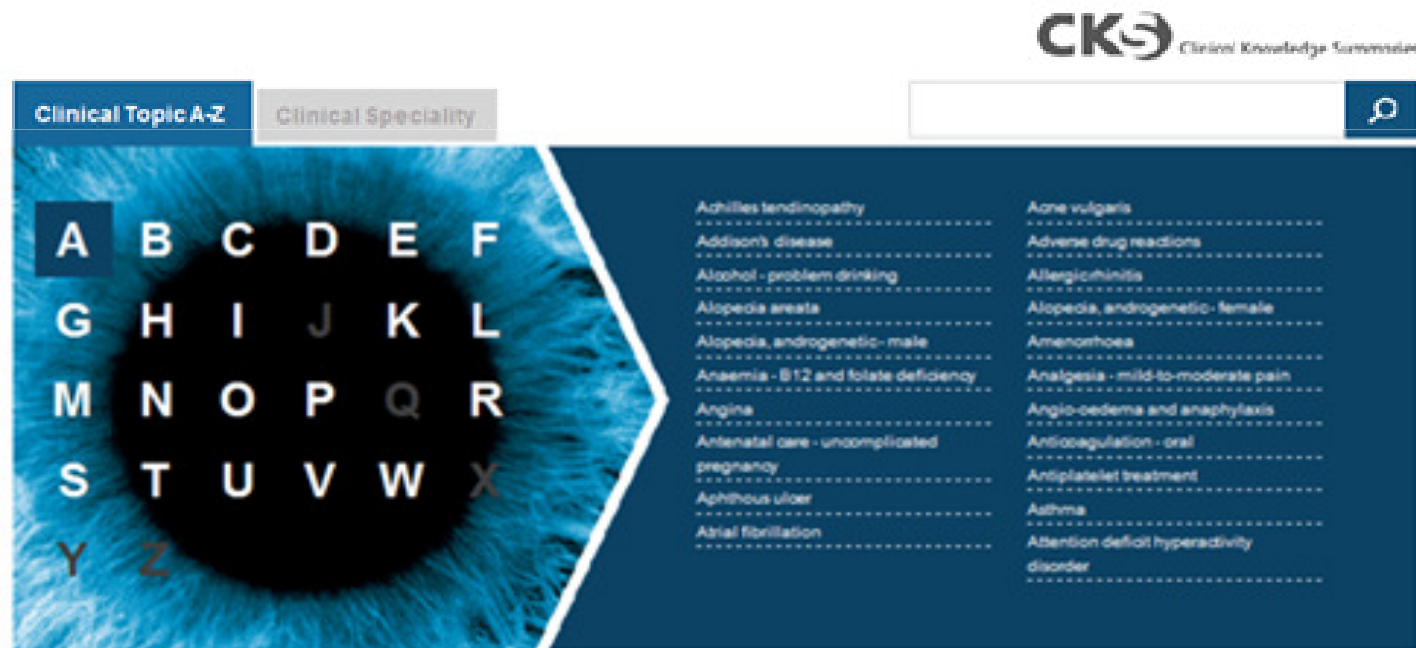 CKS Clinical Knowledge Summaries
Clinical Topic A-Z
Clinical Speciality
A B C D E F
G H I J K L
M N O P Q R
S T U V W X
Y Z
Achilles tendinopathy
Addison's disease
Alcohol - problem drinking
Alopecia areata
Alopecia, androgenetic - male
Anaemia - B12 and folate deficiency
Angina
Antenatal care - uncomplicated
pregnancy
Aphthous ulcer
Atrial fibrillation
Acne vulgaris
Adverse drug reactions
Allergic rhinitis
Alopecia, androgenetic - female
Amenorrhoea
Analgesia - mild-to-moderate pain
Angio-oedema and anaphylaxis
Anticoagulation - oral
Antiplatelet treatment
Asthma
Attention deficit hyperactivity
disorder